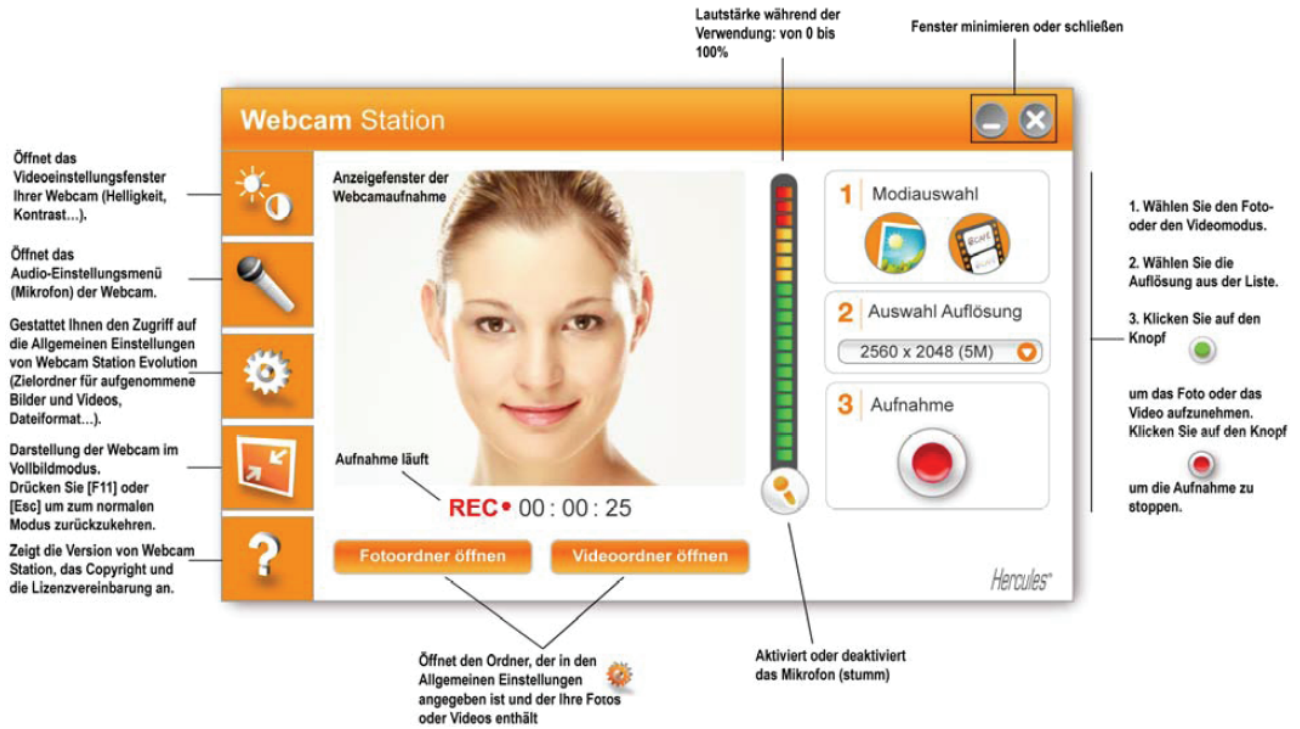 Lautstärke während der
Verwendung: von 0 bis
100%
Fenster minimieren oder schließen
Webcam Station
Öffnet das
Videoeinstellungsfenster
Ihrer Webcam (Helligkeit,
Kontrast…).
Öffnet das
Audio-Einstellungsmenü
(Mikrofon) der Webcam.
Gestattet Ihnen den Zugriff auf
die Allgemeinen Einstellungen
von Webcam Station Evolution
(Zielordner für aufgenommene
Bilder und Videos,
Dateiformat…).
Darstellung der Webcam im
Vollbildmodus.
Drücken Sie [F11] oder
[Esc] um zum normalen
Modus zurückzukehren.
Zeigt die Version von Webcam
Station, das Copyright und
die Lizenzvereinbarung an.
?
Anzeigefenster der
Webcamaufnahme
Aufnahme läuft
REC• 00 : 00 : 25
Fotoordner öffnen
Videoordner öffnen
1 Modiauswahl
CAFÉ
CAFÉ
2 Auswahl Auflösung
2560 x 2048 (5M)
3 Aufnahme
Hercules
1. Wählen Sie den Foto-
oder den Videomodus.
2. Wählen Sie die
Auflösung aus der Liste.
3. Klicken Sie auf den
Knopf
um das Foto oder das
Video aufzunehmen.
Klicken Sie auf den Knopf
um die Aufnahme zu
stoppen.
Öffnet den Ordner, der in den
Allgemeinen Einstellungen
angegeben ist und der Ihre Fotos
oder Videos enthält
Aktiviert oder deaktiviert
das Mikrofon (stumm)